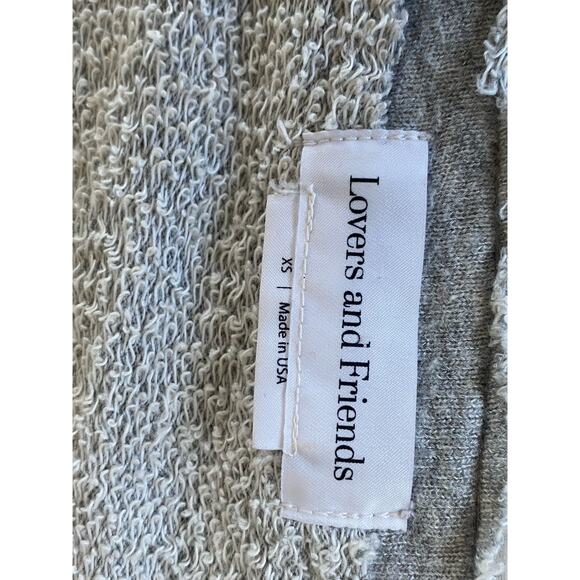 Lovers and Friends
XS | Made in USA